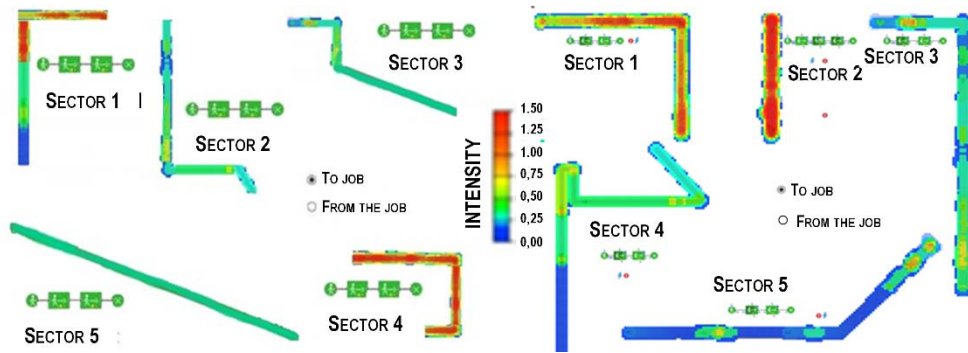 SECTOR 1
SECTOR 2
SECTOR 3
TO JOB
FROM THE JOB
SECTOR 5
SECTOR 4
INTENSITY
1.50
1.25
1,00
0,75
0,50
0,25
0,00
SECTOR 1
SECTOR 2
SECTOR 3
TO JOB
FROM THE JOB
SECTOR 4
SECTOR 5